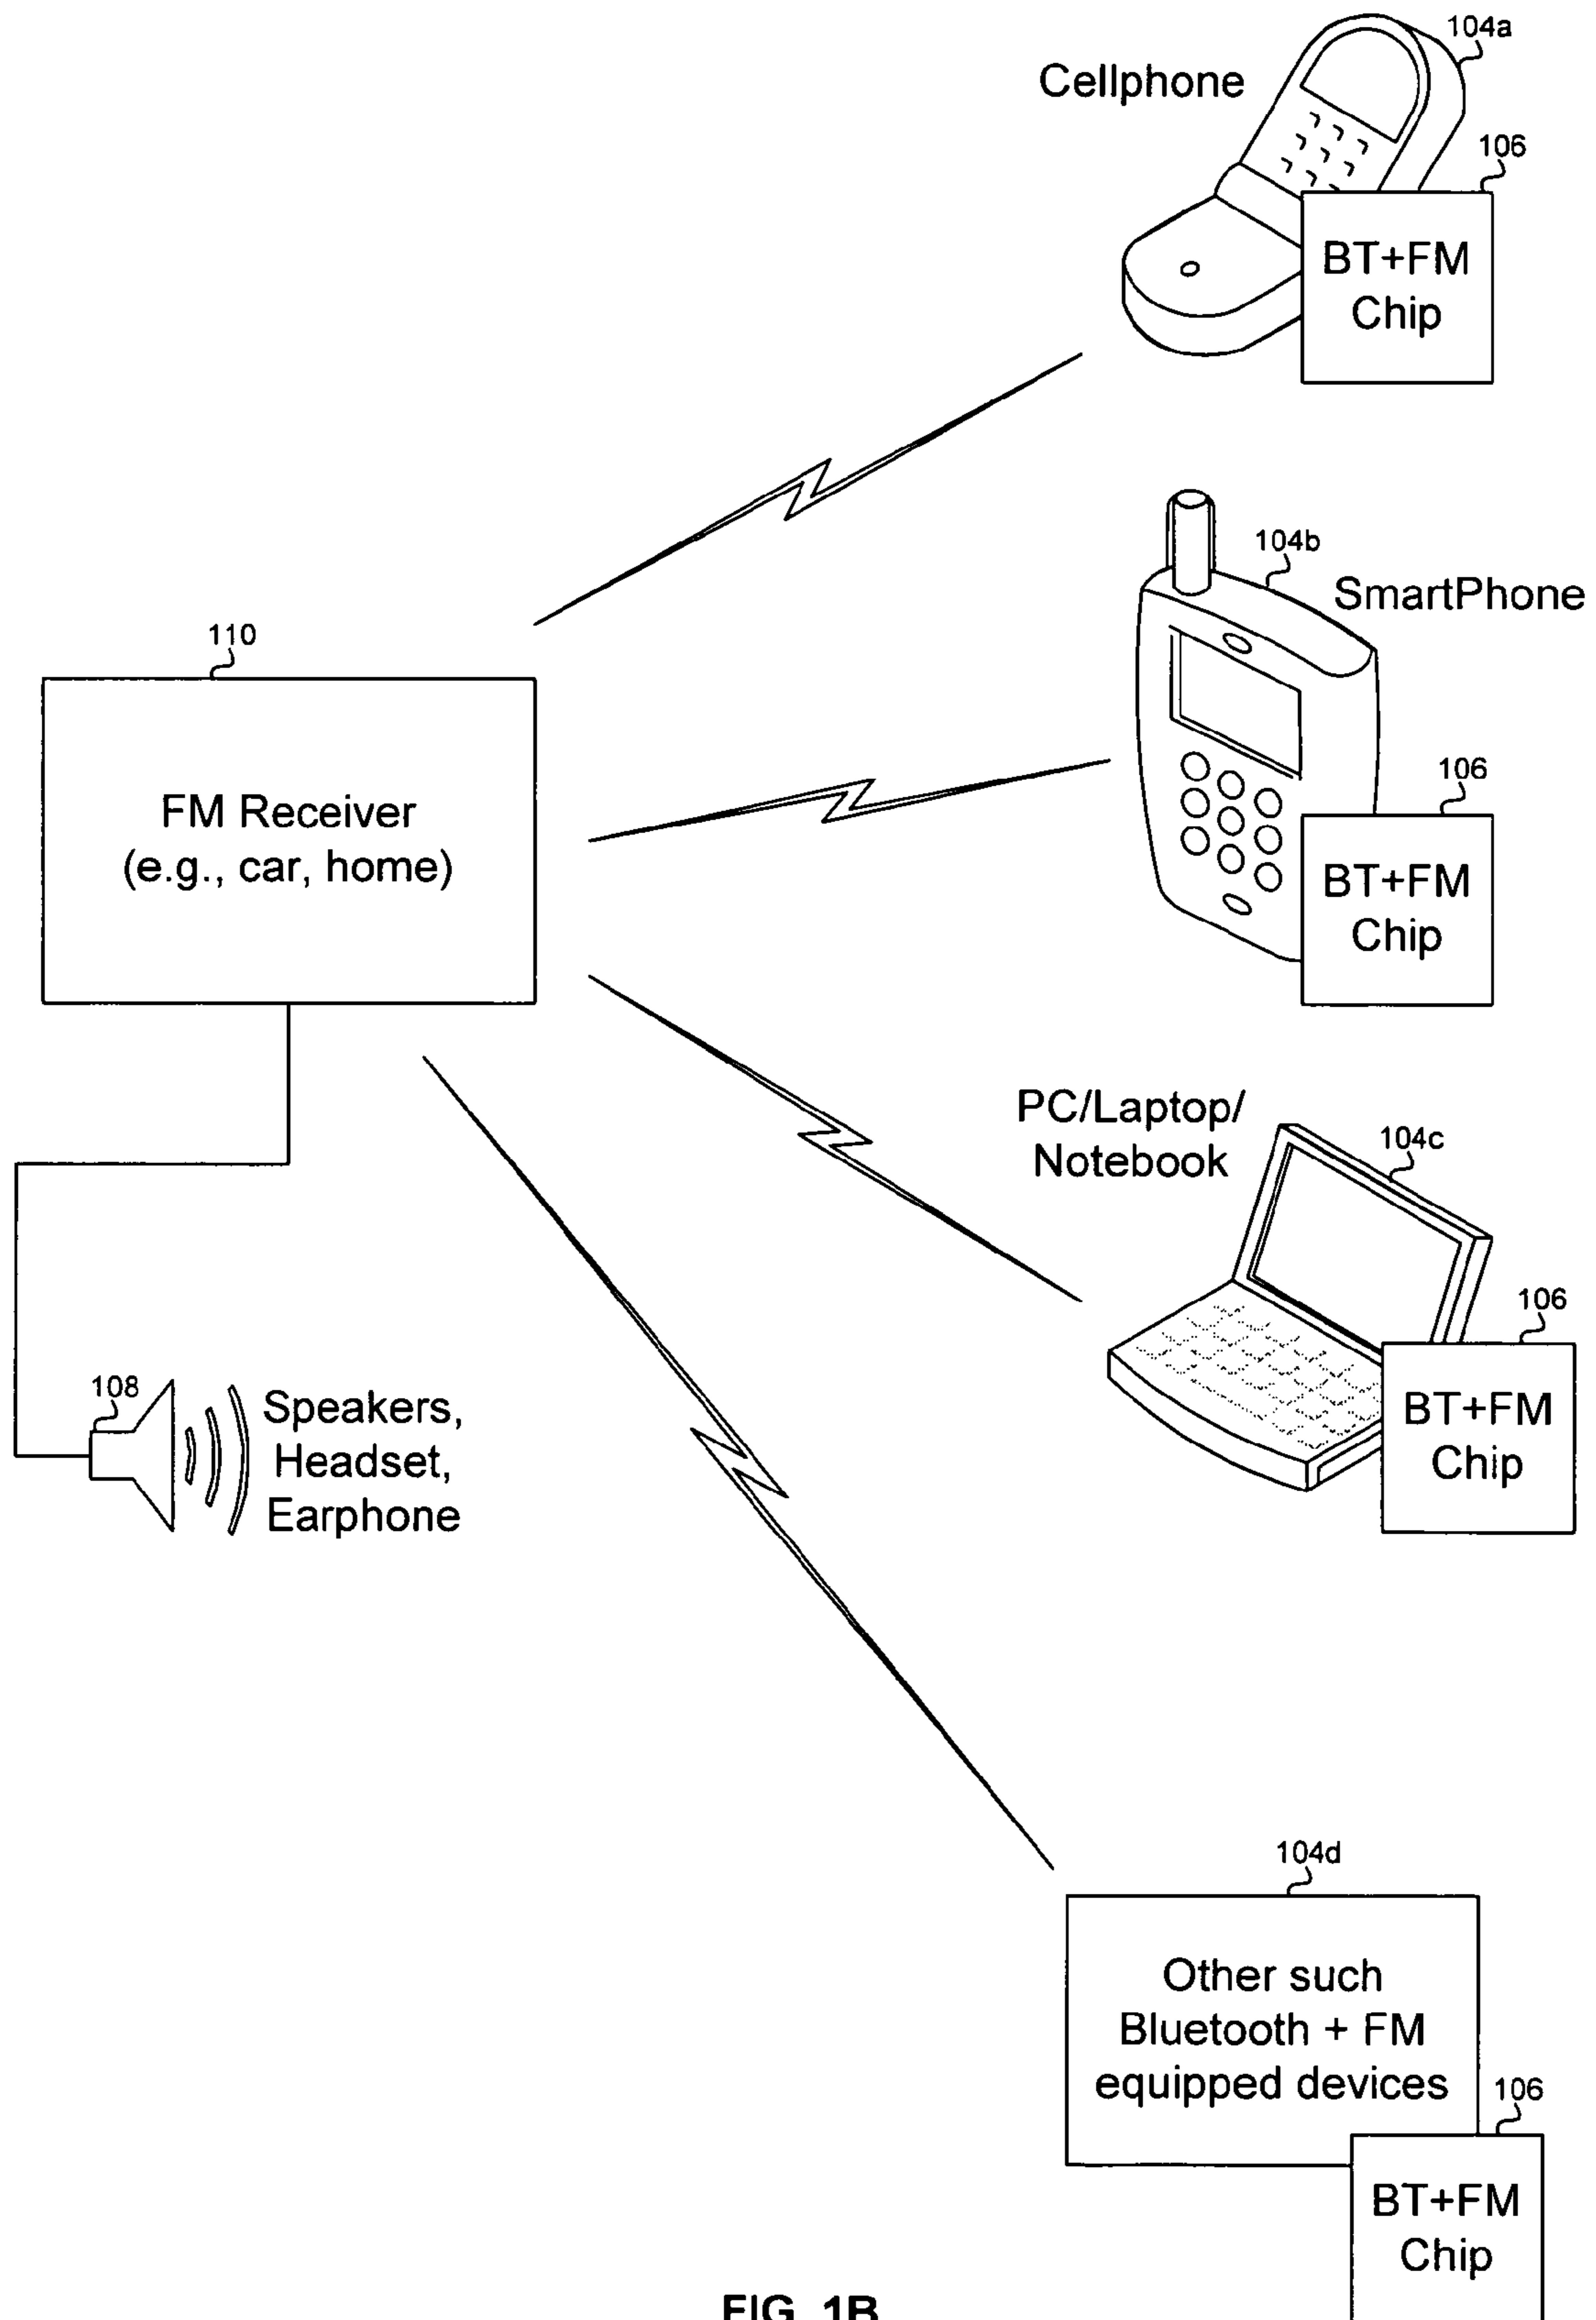 104a
Cellphone
106
BT+FM
Chip
104b
SmartPhone
110
FM Receiver
(e.g., car, home)
106
BT+FM
Chip
PC/Laptop/
Notebook
104c
106
BT+FM
Chip
108
Speakers,
Headset,
Earphone
104d
Other such
Bluetooth + FM
equipped devices
106
BT+FM
Chip
FIG. 1B